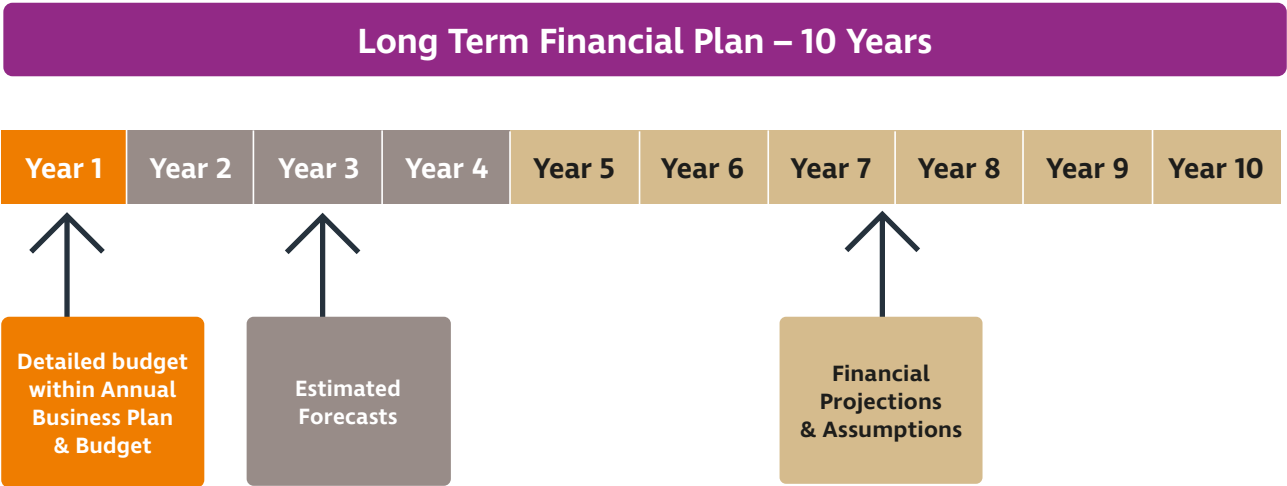 Long Term Financial Plan – 10 Years
Year 1
Year 2
Year 3
Year 4
Year 5
Year 6
Year 7
Year 8
Year 9
Year 10
Detailed budget
within Annual
Business Plan
& Budget
Estimated
Forecasts
Financial
Projections
& Assumptions